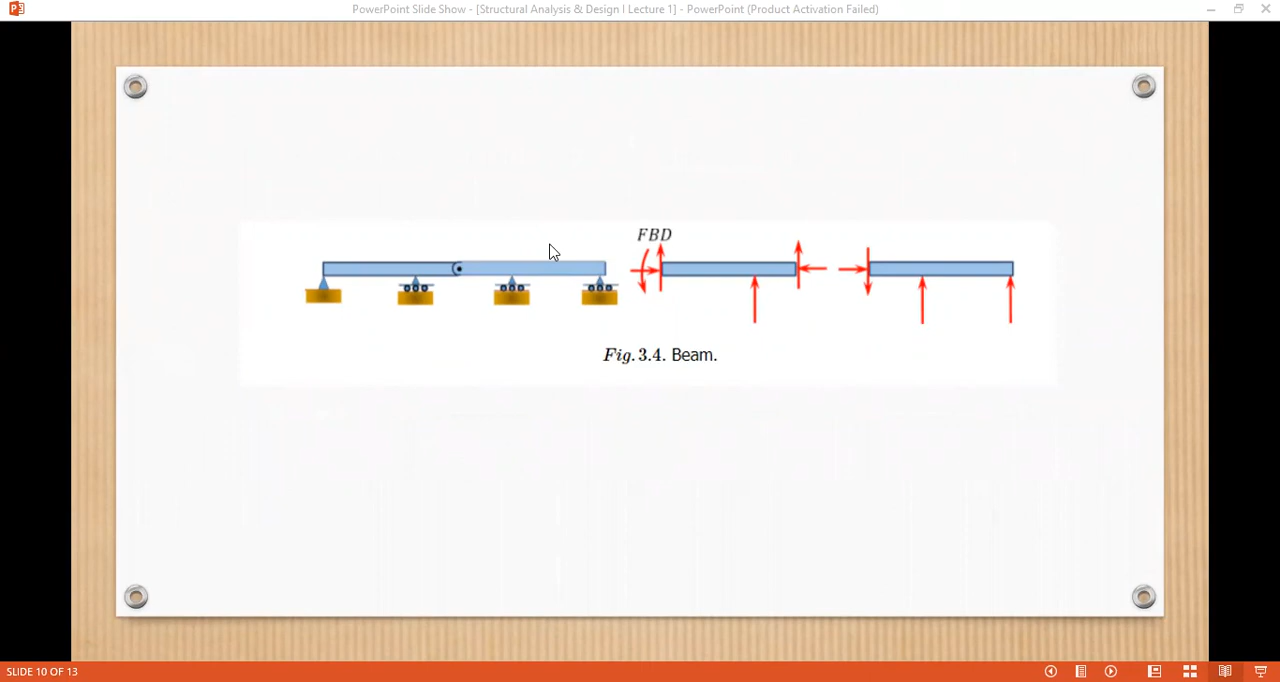 PowerPoint Slide Show - [Structural Analysis & Design I Lecture 1] - PowerPoint (Product Activation Failed)
FBD
Fig. 3.4. Beam.
SLIDE 10 OF 13